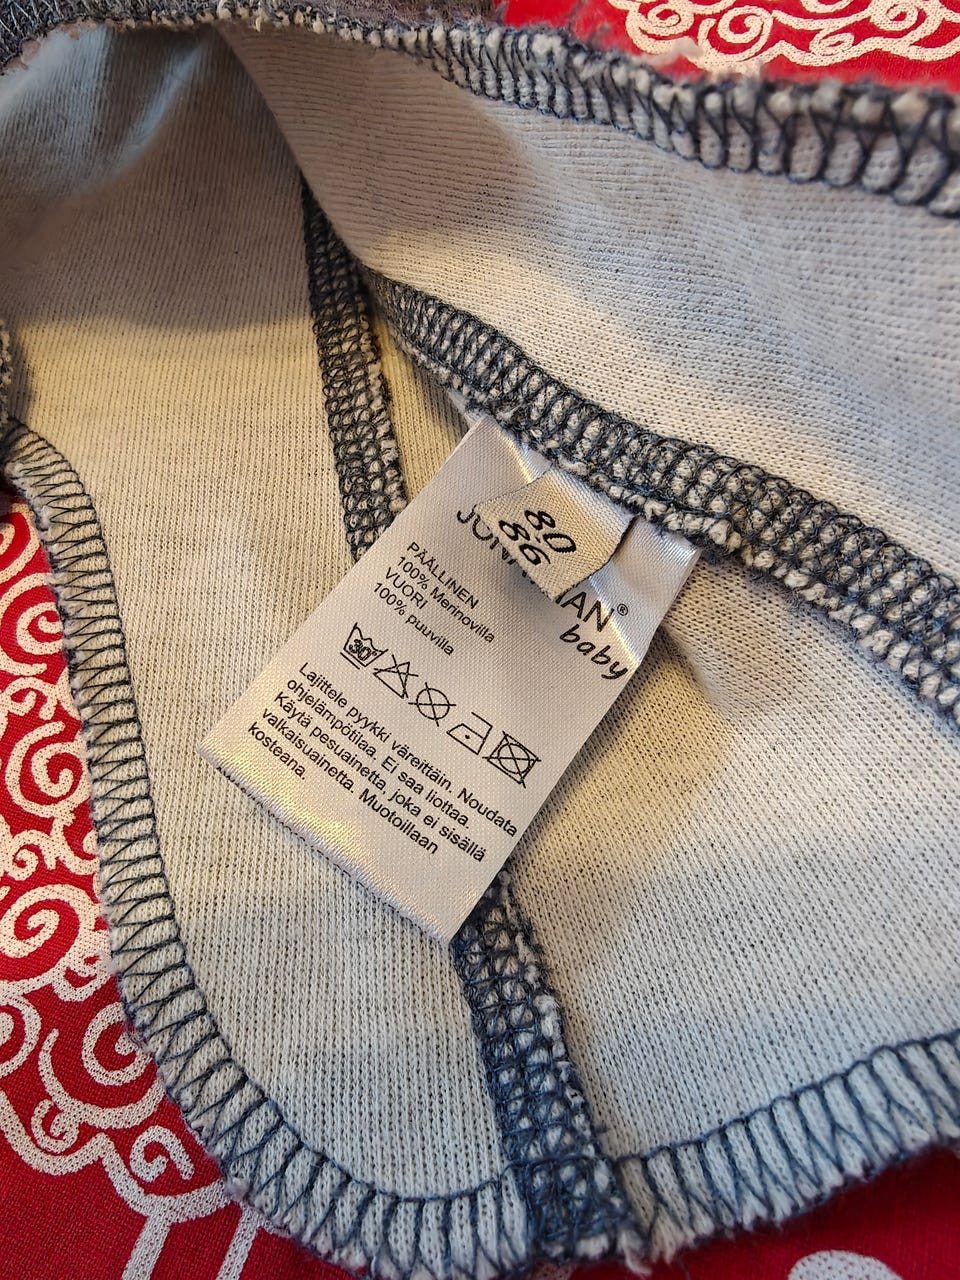 80
86
baby
PÄÄLLINEN
100% Merinovilla
VUORI
100% puuvilla
30°
Lajittele pyykki väreittäin. Noudata
ohjelämpötilaa. Ei saa liottaa.
Käytä pesuainetta, joka ei sisällä
valkaisuainetta. Muotoillaan
kosteana.